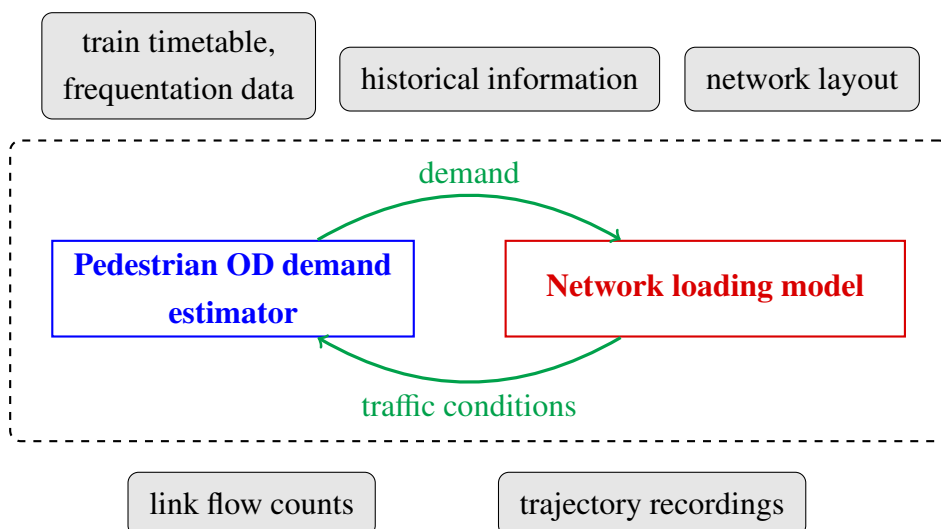 train timetable,
frequentation data
historical information
network layout
demand
Pedestrian OD demand
estimator
Network loading model
traffic conditions
link flow counts
trajectory recordings